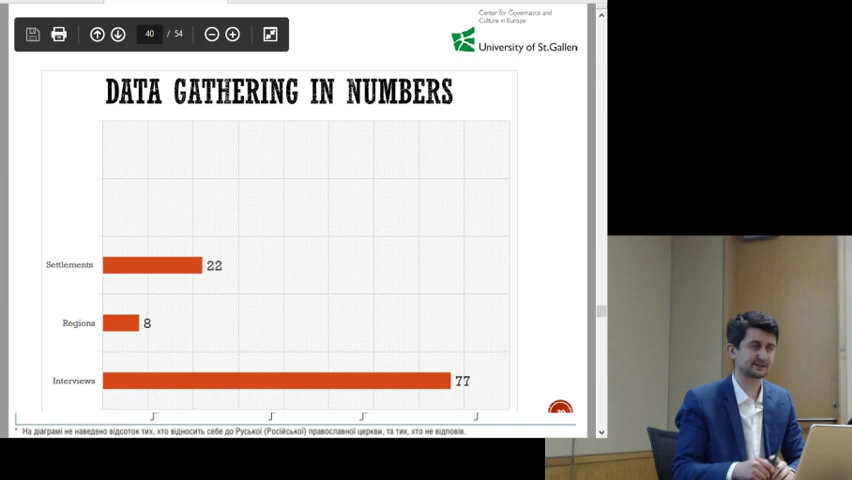 Center for Governance and
Culture in Europe
University of St.Gallen
40 / 54
DATA GATHERING IN NUMBERS
Settlements 22
Regions 8
Interviews 77
* На діаграмі не наведено відсоток тих, хто відносить себе до Руської (Російської) православної церкви, та тих, хто не відповів.